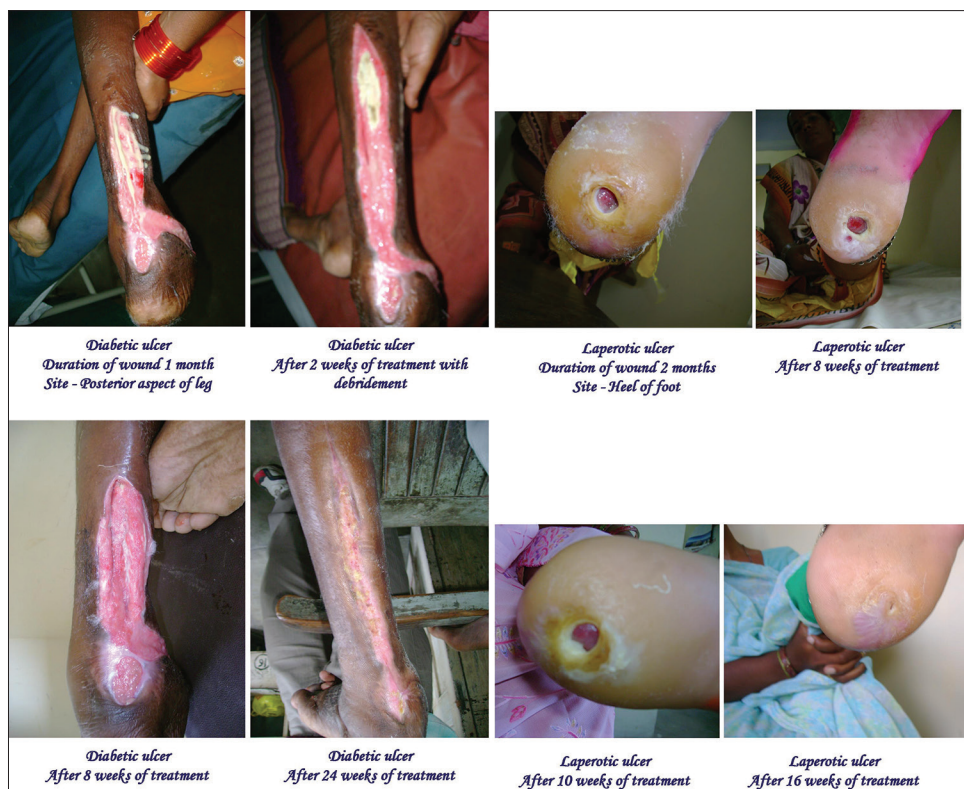 Diabetic ulcer
Duration of wound 1 month
Site - Posterior aspect of leg
Diabetic ulcer
After 2 weeks of treatment with
debridement
Laperotic ulcer
Duration of wound 2 months
Site - Heel of foot
Laperotic ulcer
After 8 weeks of treatment
Diabetic ulcer
After 8 weeks of treatment
Diabetic ulcer
After 24 weeks of treatment
Laperotic ulcer
After 10 weeks of treatment
Laperotic ulcer
After 16 weeks of treatment